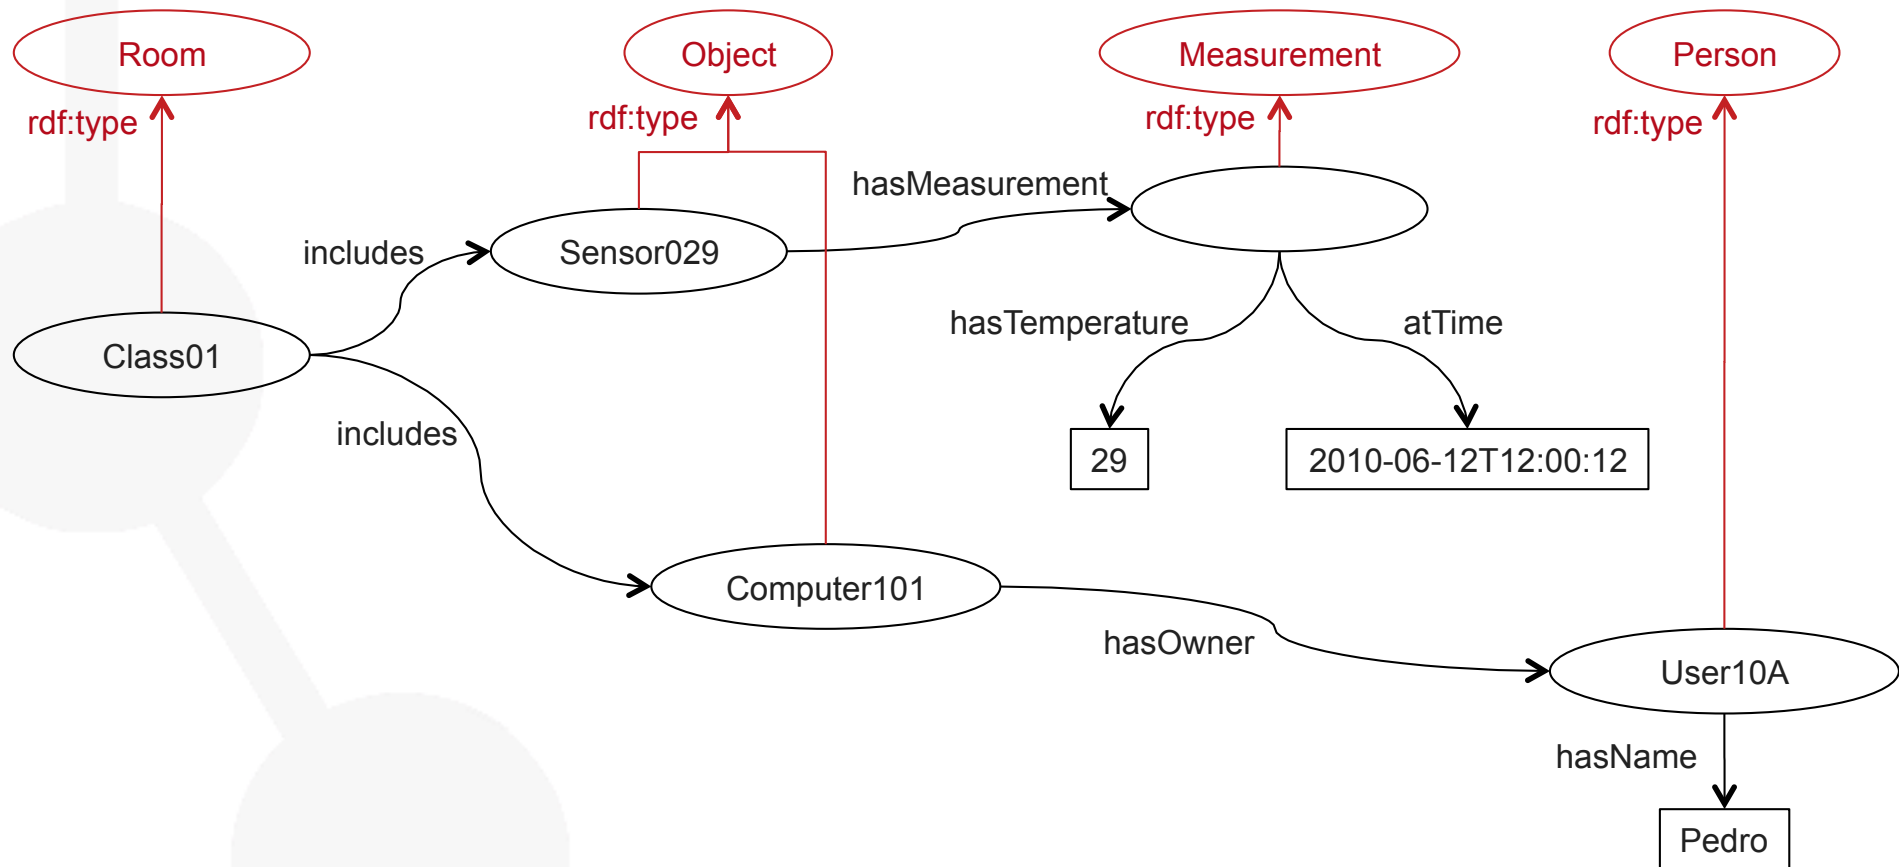 Room
Object
Measurement
Person
rdf:type
rdf:type
rdf:type
rdf:type
hasMeasurement
includes
Sensor029
hasTemperature
atTime
Class01
includes
29
2010-06-12T12:00:12
Computer101
hasOwner
User10A
hasName
Pedro